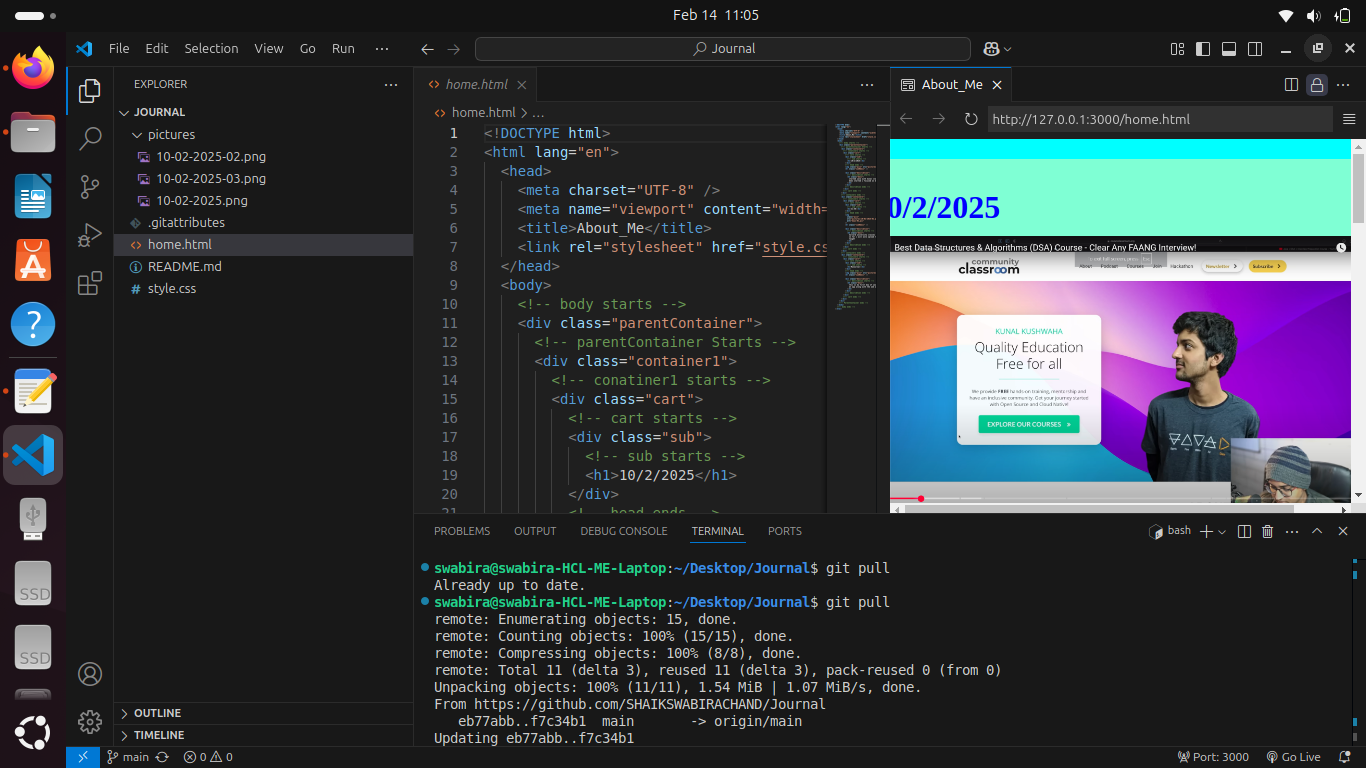 Feb 14 11:05
File Edit Selection View Go Run ···
Journal
EXPLORER
JOURNAL
pictures
10-02-2025-02.png
10-02-2025-03.png
10-02-2025.png
.gitattributes
home.html
README.md
style.css
OUTLINE
TIMELINE
home.html
home.html > ...
1 <!DOCTYPE html>
2 <html lang="en">
3 <head>
4 <meta charset="UTF-8" />
5 <meta name="viewport" content="width=
6 <title>About_Me</title>
7 <link rel="stylesheet" href="style.cs
8 </head>
9 <body>
10 <!-- body starts -->
11 <div class="parentContainer">
12 <!-- parentContainer Starts -->
13 <div class="container1">
14 <!-- conatiner1 starts -->
15 <div class="cart">
16 <!-- cart starts -->
17 <div class="sub">
18 <!-- sub starts -->
19 <h1>10/2/2025</h1>
20 </div>
21 <!-- head ends -->
About_Me
http://127.0.0.1:3000/home.html
0/2/2025
Best Data Structures & Algorithms (DSA) Course - Clear Any FAANG Interview!
community
classroom
About Podcast Courses Join Hackathon Newsletter Subscribe
KUNAL KUSHWAHA
Quality Education
Free for all
We provide FREE hands-on training, mentorship and
have an inclusive community. Get your journey started
with Open Source and Cloud Native!
EXPLORE OUR COURSES »
PROBLEMS OUTPUT DEBUG CONSOLE TERMINAL PORTS
bash
swabira@swabira-HCL-ME-Laptop:~/Desktop/Journal$ git pull
Already up to date.
swabira@swabira-HCL-ME-Laptop:~/Desktop/Journal$ git pull
remote: Enumerating objects: 15, done.
remote: Counting objects: 100% (15/15), done.
remote: Compressing objects: 100% (8/8), done.
remote: Total 11 (delta 3), reused 11 (delta 3), pack-reused 0 (from 0)
Unpacking objects: 100% (11/11), 1.54 MiB | 1.07 MiB/s, done.
From https://github.com/SHAIKSWABIRACHAND/Journal
eb77abb..f7c34b1 main -> origin/main
Updating eb77abb..f7c34b1
SSD
SSD
main 0 0
Port: 3000 Go Live